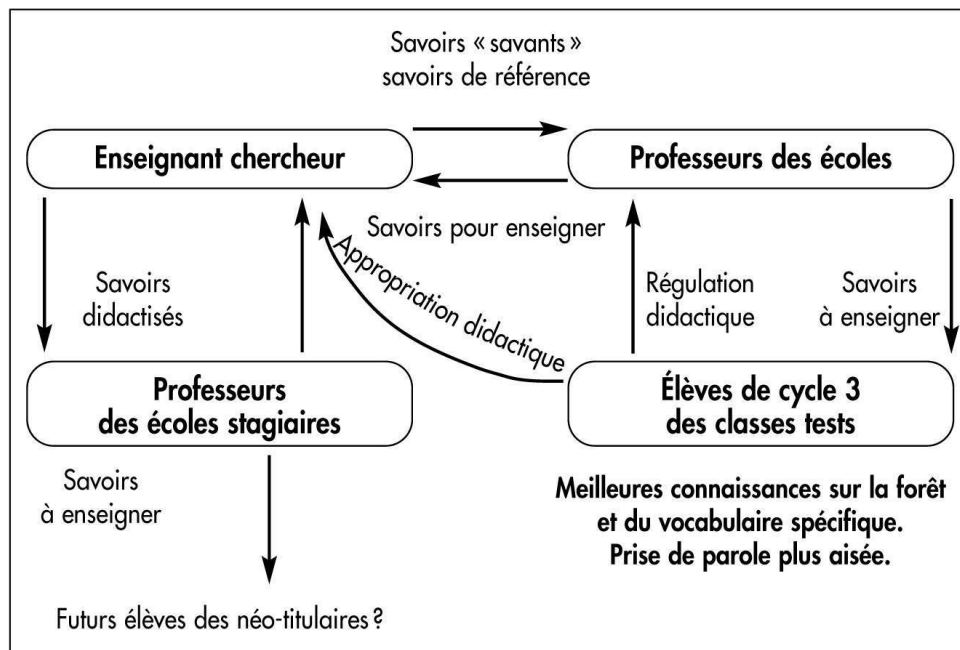 Savoirs « savants »
savoirs de référence
Enseignant chercheur
Professeurs des écoles
Savoirs pour enseigner
Appropriation didactique
Savoirs
didactisés
Régulation
didactique
Savoirs
à enseigner
Professeurs
des écoles stagiaires
Élèves de cycle 3
des classes tests
Savoirs
à enseigner
Meilleures connaissances sur la forêt
et du vocabulaire spécifique.
Prise de parole plus aisée.
Futurs élèves des néo-titulaires ?